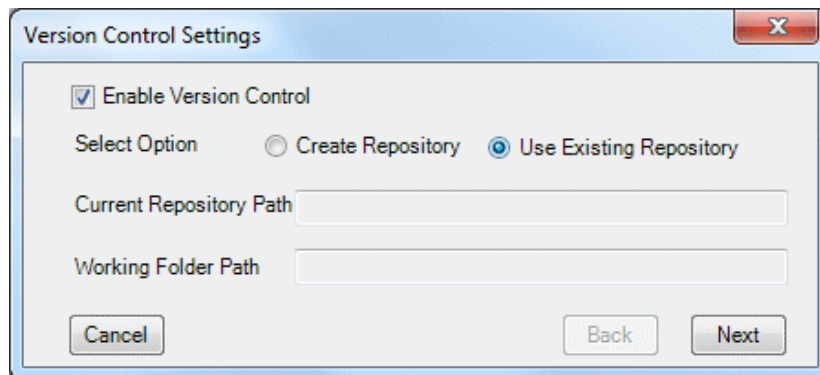 Version Control Settings
Enable Version Control
Select Option Create Repository Use Existing Repository
Current Repository Path
Working Folder Path
Cancel Back Next